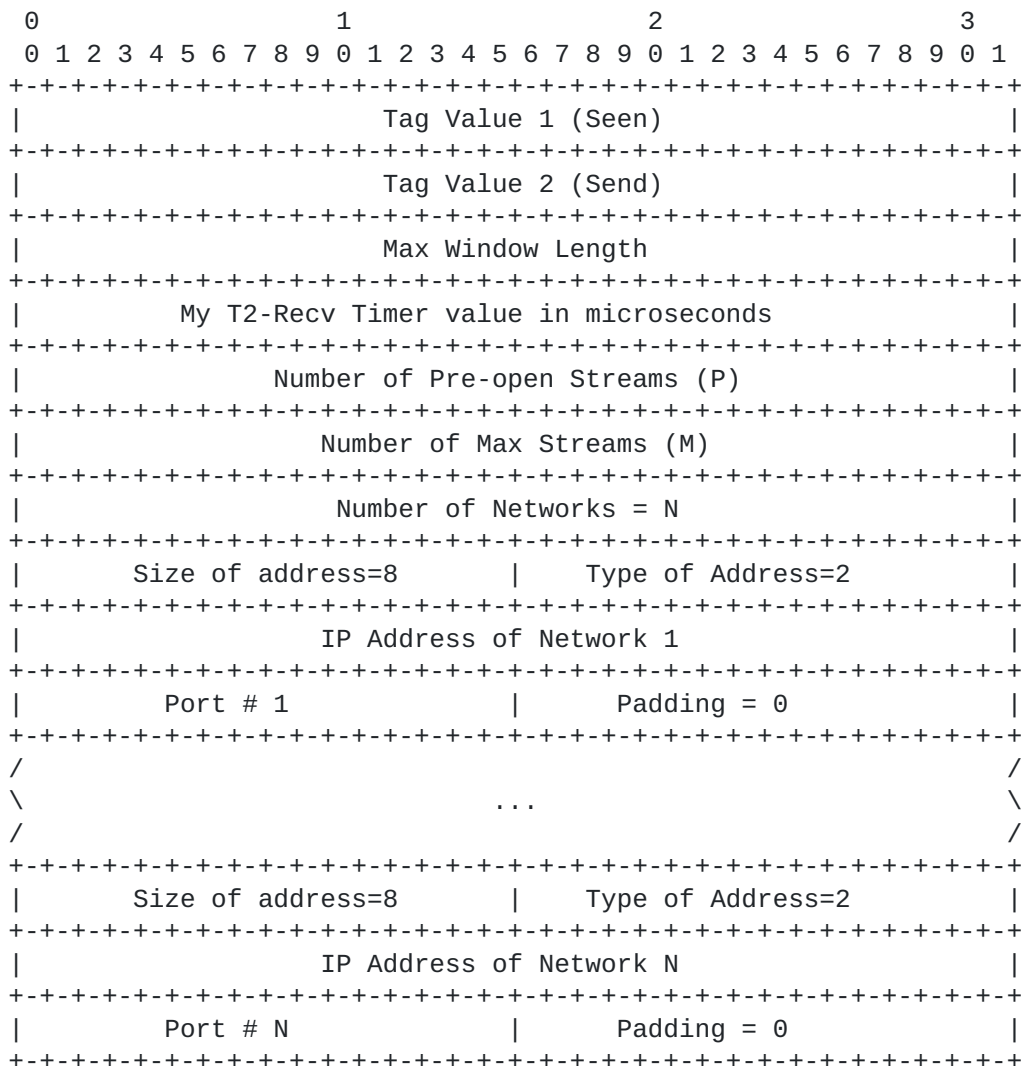 0                   1                   2                   3
 0 1 2 3 4 5 6 7 8 9 0 1 2 3 4 5 6 7 8 9 0 1 2 3 4 5 6 7 8 9 0 1
+-+-+-+-+-+-+-+-+-+-+-+-+-+-+-+-+-+-+-+-+-+-+-+-+-+-+-+-+-+-+-+-+
|                       Tag Value 1 (Seen)                      |
+-+-+-+-+-+-+-+-+-+-+-+-+-+-+-+-+-+-+-+-+-+-+-+-+-+-+-+-+-+-+-+-+
|                       Tag Value 2 (Send)                      |
+-+-+-+-+-+-+-+-+-+-+-+-+-+-+-+-+-+-+-+-+-+-+-+-+-+-+-+-+-+-+-+-+
|                       Max Window Length                       |
+-+-+-+-+-+-+-+-+-+-+-+-+-+-+-+-+-+-+-+-+-+-+-+-+-+-+-+-+-+-+-+-+
|          My T2-Recv Timer value in microseconds               |
+-+-+-+-+-+-+-+-+-+-+-+-+-+-+-+-+-+-+-+-+-+-+-+-+-+-+-+-+-+-+-+-+
|                Number of Pre-open Streams (P)                 |
+-+-+-+-+-+-+-+-+-+-+-+-+-+-+-+-+-+-+-+-+-+-+-+-+-+-+-+-+-+-+-+-+
|                   Number of Max Streams (M)                   |
+-+-+-+-+-+-+-+-+-+-+-+-+-+-+-+-+-+-+-+-+-+-+-+-+-+-+-+-+-+-+-+-+
|                    Number of Networks = N                     |
+-+-+-+-+-+-+-+-+-+-+-+-+-+-+-+-+-+-+-+-+-+-+-+-+-+-+-+-+-+-+-+-+
|       Size of address=8       |    Type of Address=2          |
+-+-+-+-+-+-+-+-+-+-+-+-+-+-+-+-+-+-+-+-+-+-+-+-+-+-+-+-+-+-+-+-+
|                   IP Address of Network 1                     |
+-+-+-+-+-+-+-+-+-+-+-+-+-+-+-+-+-+-+-+-+-+-+-+-+-+-+-+-+-+-+-+-+
|         Port # 1              |      Padding = 0              |
+-+-+-+-+-+-+-+-+-+-+-+-+-+-+-+-+-+-+-+-+-+-+-+-+-+-+-+-+-+-+-+-+
/                                                               /
\                              ...                              \
/                                                               /
+-+-+-+-+-+-+-+-+-+-+-+-+-+-+-+-+-+-+-+-+-+-+-+-+-+-+-+-+-+-+-+-+
|       Size of address=8       |    Type of Address=2          |
+-+-+-+-+-+-+-+-+-+-+-+-+-+-+-+-+-+-+-+-+-+-+-+-+-+-+-+-+-+-+-+-+
|                   IP Address of Network N                     |
+-+-+-+-+-+-+-+-+-+-+-+-+-+-+-+-+-+-+-+-+-+-+-+-+-+-+-+-+-+-+-+-+
|         Port # N              |      Padding = 0              |
+-+-+-+-+-+-+-+-+-+-+-+-+-+-+-+-+-+-+-+-+-+-+-+-+-+-+-+-+-+-+-+-+